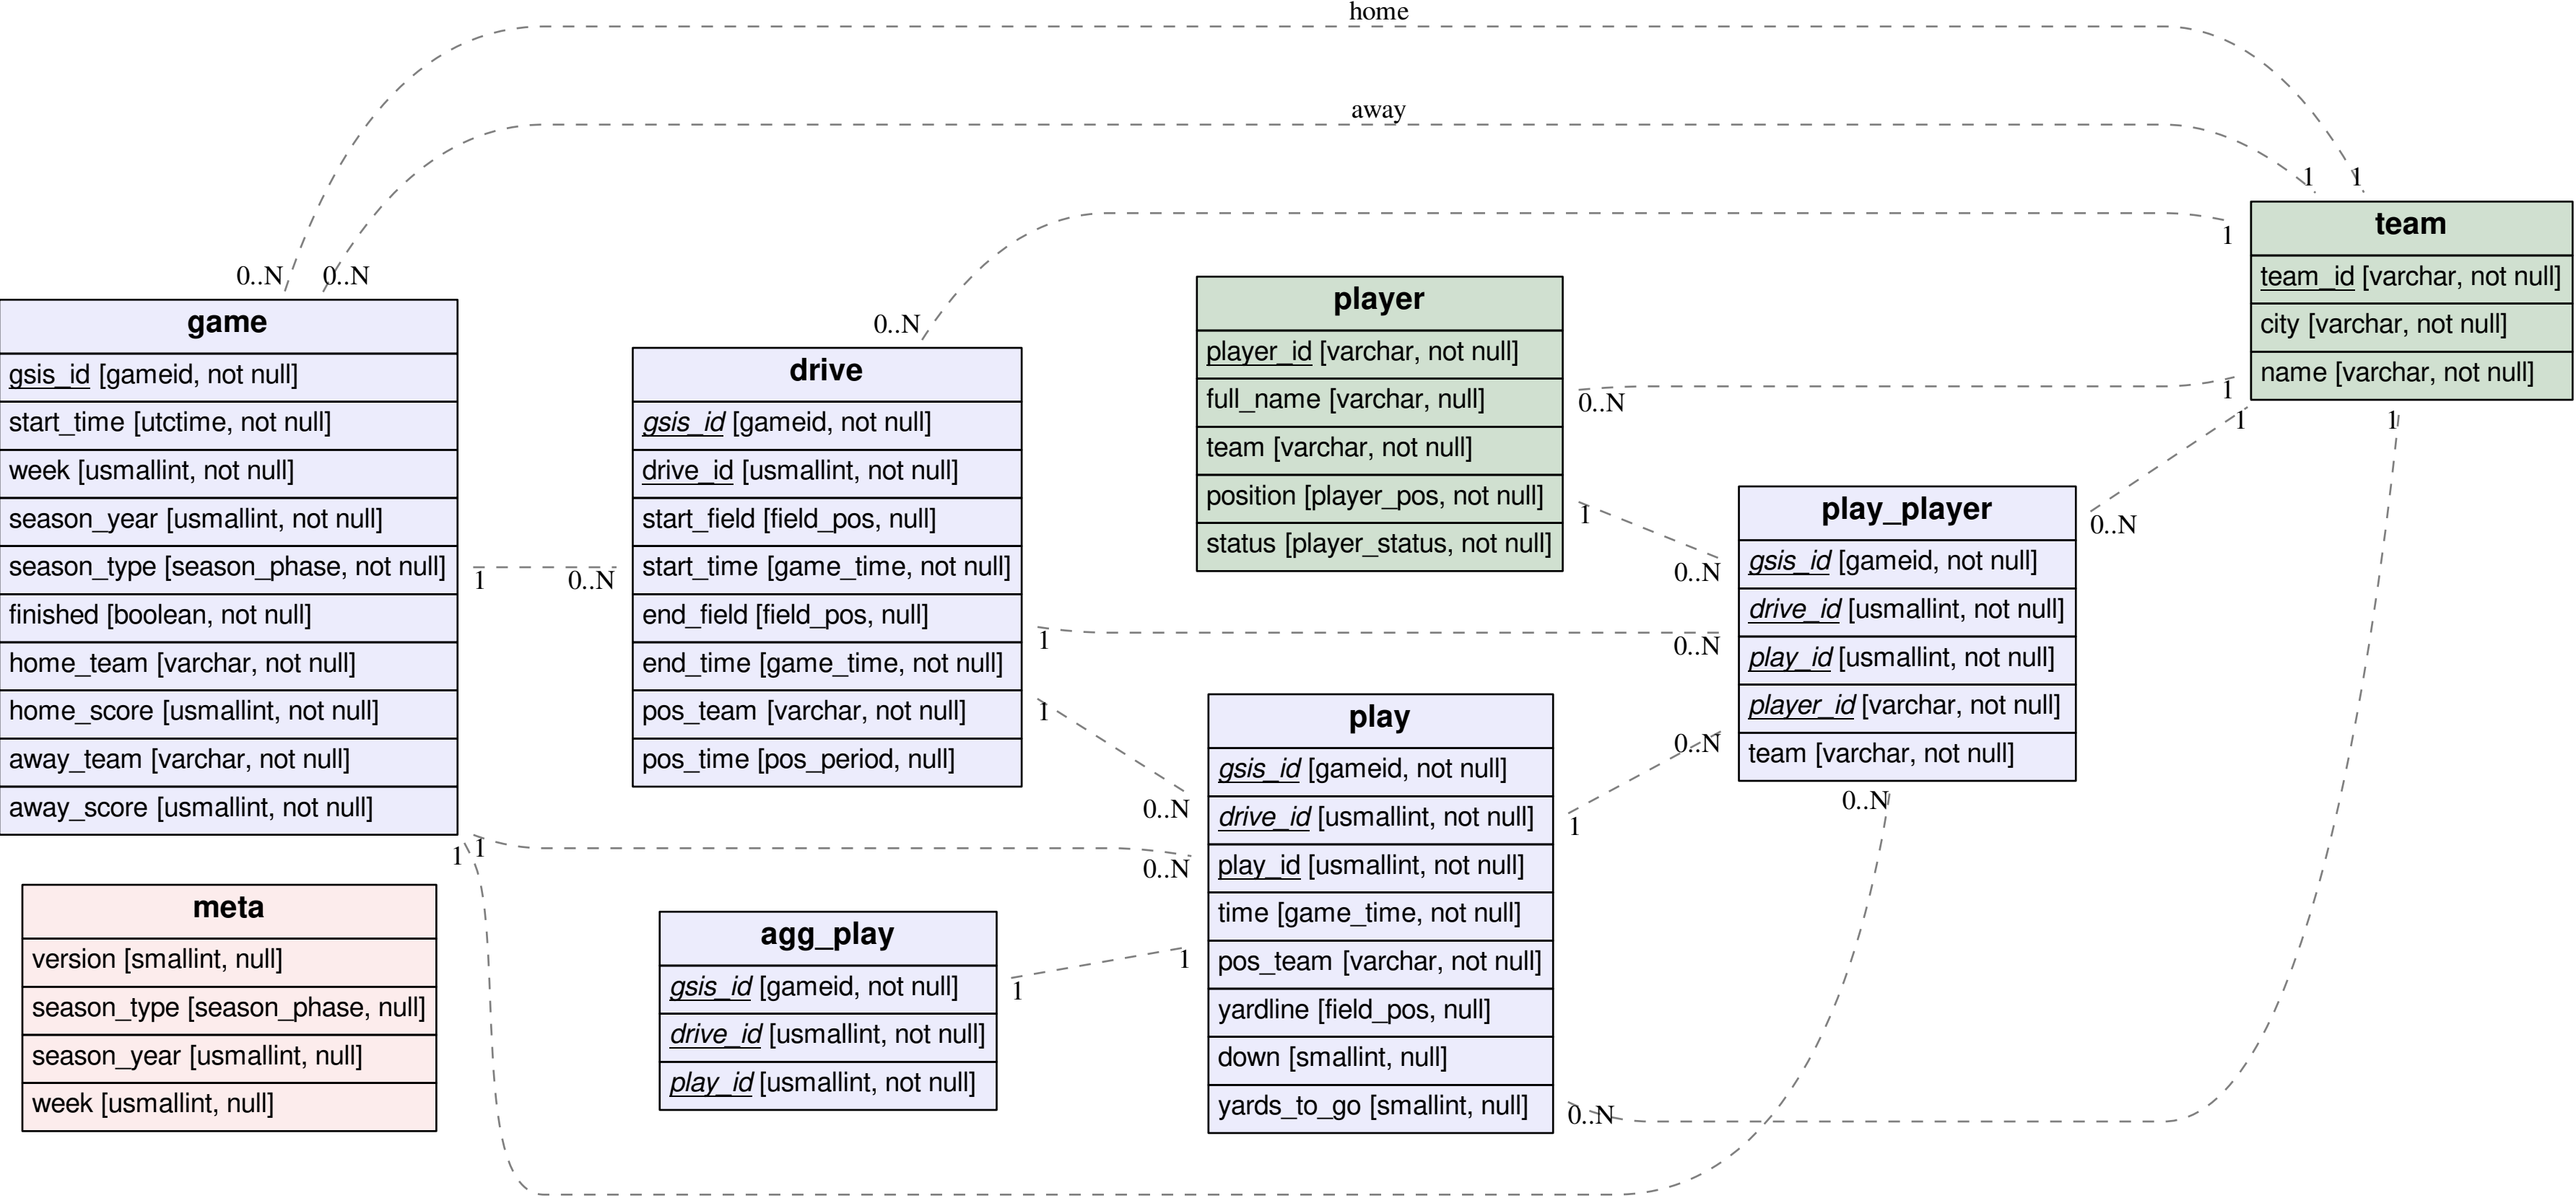 home
away
1
1
0..N
0..N
game
gsis_id [gameid, not null]
start_time [utctime, not null]
week [usmallint, not null]
season_year [usmallint, not null]
season_type [season_phase, not null]
finished [boolean, not null]
home_team [varchar, not null]
home_score [usmallint, not null]
away_team [varchar, not null]
away_score [usmallint, not null]
1
0..N
1
1
meta
version [smallint, null]
season_type [season_phase, null]
season_year [usmallint, null]
week [usmallint, null]
0..N
drive
gsis_id [gameid, not null]
drive_id [usmallint, not null]
start_field [field_pos, null]
start_time [game_time, not null]
end_field [field_pos, null]
end_time [game_time, not null]
pos_team [varchar, not null]
pos_time [pos_period, null]
1
1
agg_play
gsis_id [gameid, not null]
drive_id [usmallint, not null]
play_id [usmallint, not null]
1
1
player
player_id [varchar, not null]
full_name [varchar, null]
team [varchar, not null]
position [player_pos, not null]
status [player_status, not null]
0..N
1
0..N
0..N
0..N
0..N
0..N
play
gsis_id [gameid, not null]
drive_id [usmallint, not null]
play_id [usmallint, not null]
time [game_time, not null]
pos_team [varchar, not null]
yardline [field_pos, null]
down [smallint, null]
yards_to_go [smallint, null]
1
0..N
play_player
gsis_id [gameid, not null]
drive_id [usmallint, not null]
play_id [usmallint, not null]
player_id [varchar, not null]
team [varchar, not null]
0..N
0..N
1
team
team_id [varchar, not null]
city [varchar, not null]
name [varchar, not null]
1
1
1